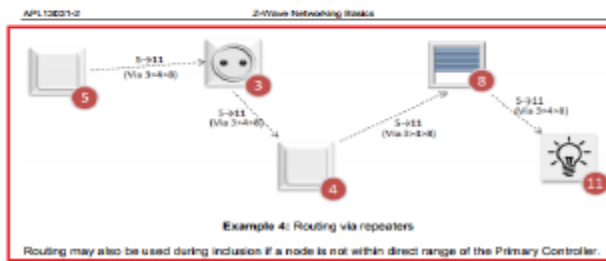 APL13031-2 Z-Wave Networking Basics
5→11
(Via 3>4>8)
5
3
5→11
(Via 3>4>8)
8
5→11
(Via 3>4>8)
5→11
(Via 3>4>8)
4
11
Example 4: Routing via repeaters
Routing may also be used during inclusion if a node is not within direct range of the Primary Controller.